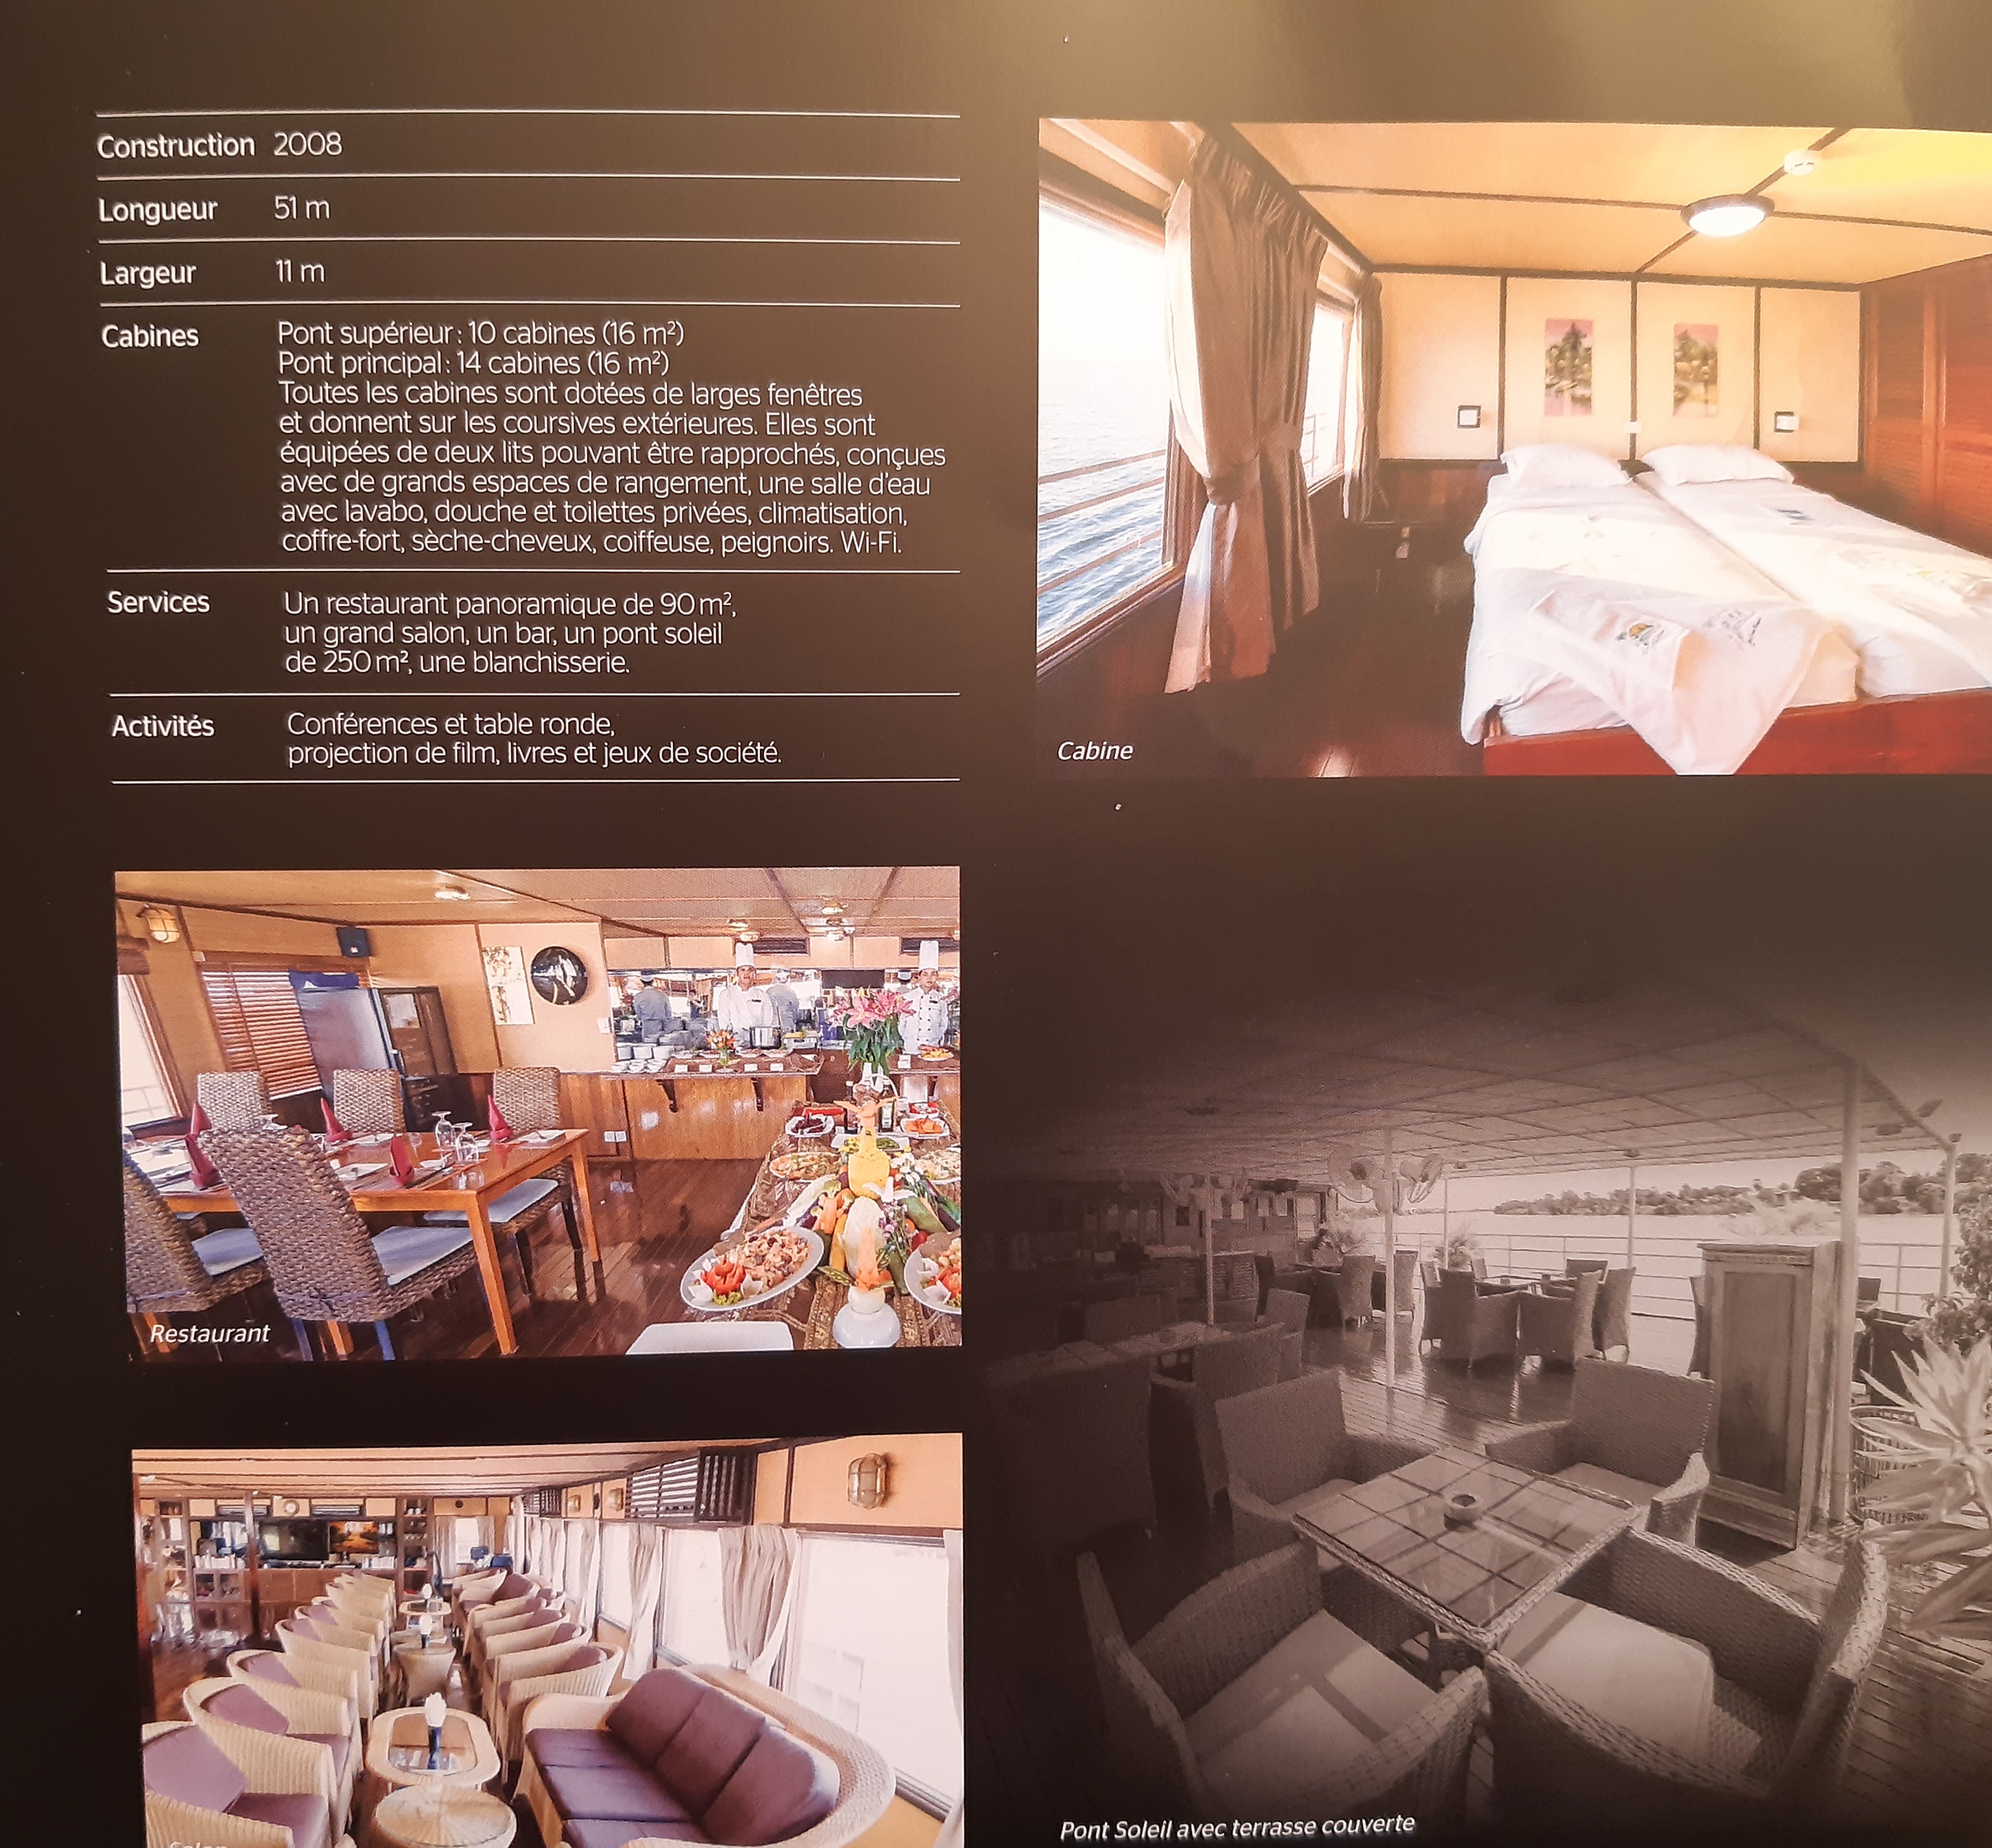 Construction 2008
Longueur 51 m
Largeur 11 m
Cabines Pont supérieur : 10 cabines (16 m²)
Pont principal : 14 cabines (16 m²)
Toutes les cabines sont dotées de larges fenêtres
et donnent sur les coursives extérieures. Elles sont
équipées de deux lits pouvant être rapprochés, conçues
avec de grands espaces de rangement, une salle d'eau
avec lavabo, douche et toilettes privées, climatisation,
coffre-fort, sèche-cheveux, coiffeuse, peignoirs. Wi-Fi.
Services Un restaurant panoramique de 90 m²,
un grand salon, un bar, un pont soleil
de 250 m², une blanchisserie.
Activités Conférences et table ronde,
projection de film, livres et jeux de société.
Cabine
Restaurant
Pont Soleil avec terrasse couverte